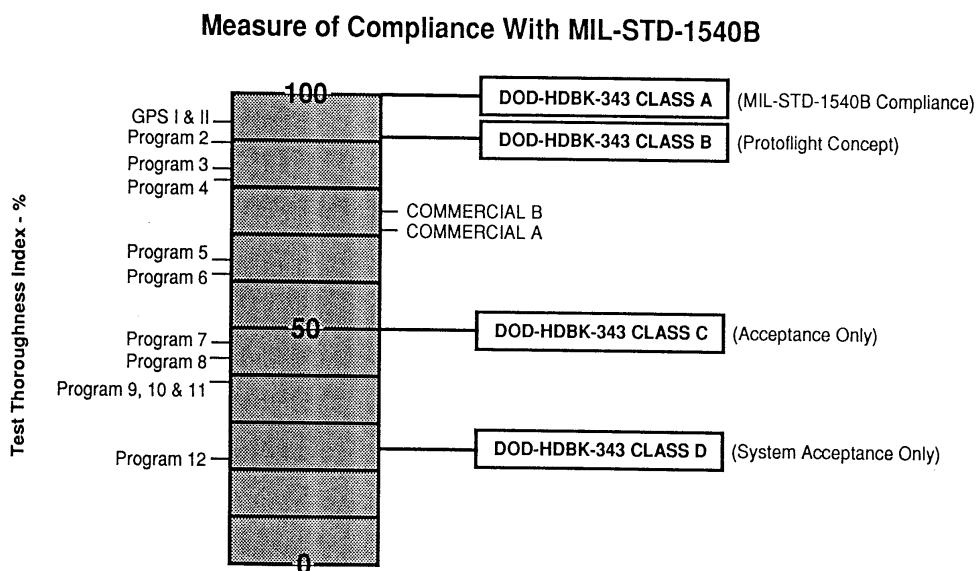 Measure of Compliance With MIL-STD-1540B
Test Thoroughness Index - %
100
50
0
GPS I & II
Program 2
Program 3
Program 4
Program 5
Program 6
Program 7
Program 8
Program 9, 10 & 11
Program 12
DOD-HDBK-343 CLASS A (MIL-STD-1540B Compliance)
DOD-HDBK-343 CLASS B (Protoflight Concept)
COMMERCIAL B
COMMERCIAL A
DOD-HDBK-343 CLASS C (Acceptance Only)
DOD-HDBK-343 CLASS D (System Acceptance Only)